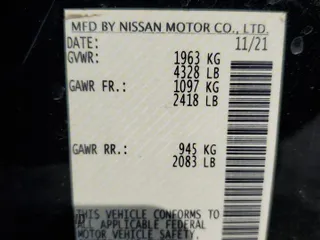 MFD BY NISSAN MOTOR CO., LTD.
DATE: 11/21
GVWR: 1963 KG
4328 LB
GAWR FR.: 1097 KG
2418 LB
GAWR RR.: 945 KG
2083 LB
THIS VEHICLE CONFORMS TO
ALL APPLICABLE FEDERAL
MOTOR VEHICLE SAFETY,